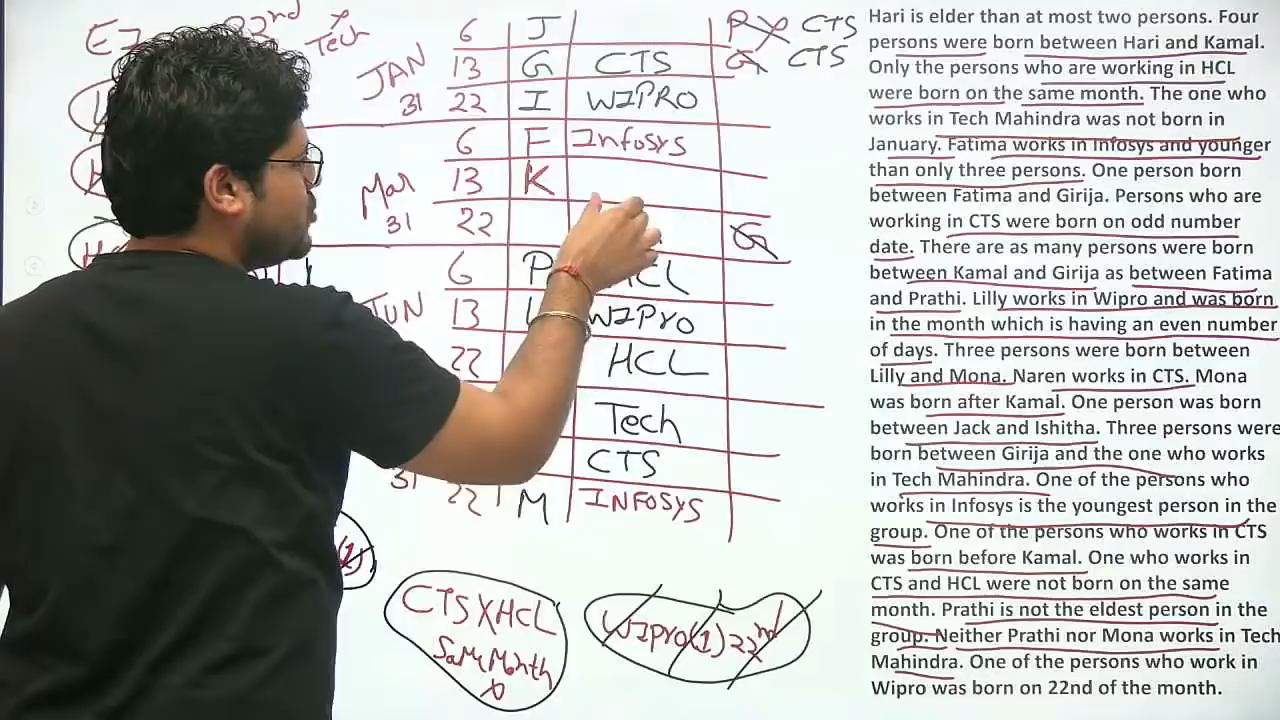 22nd
Tech
JAN
31
6 J CTS
13 G CTS G CTS
22 I WIPRO
Mar
31
6 F Infosys
13 K
22 G
JUN
6 P HCL
13 L WIPRO
22 HCL
Tech
CTS
31
22 M INFOSYS
(1)
CTS X HCL
Same Month
X
WIPRO(1) 22nd
Hari is elder than at most two persons. Four
persons were born between Hari and Kamal.
Only the persons who are working in HCL
were born on the same month. The one who
works in Tech Mahindra was not born in
January. Fatima works in Infosys and younger
than only three persons. One person born
between Fatima and Girija. Persons who are
working in CTS were born on odd number
date. There are as many persons were born
between Kamal and Girija as between Fatima
and Prathi. Lilly works in Wipro and was born
in the month which is having an even number
of days. Three persons were born between
Lilly and Mona. Naren works in CTS. Mona
was born after Kamal. One person was born
between Jack and Ishitha. Three persons were
born between Girija and the one who works
in Tech Mahindra. One of the persons who
works in Infosys is the youngest person in the
group. One of the persons who works in CTS
was born before Kamal. One who works in
CTS and HCL were not born on the same
month. Prathi is not the eldest person in the
group. Neither Prathi nor Mona works in Tech
Mahindra. One of the persons who work in
Wipro was born on 22nd of the month.